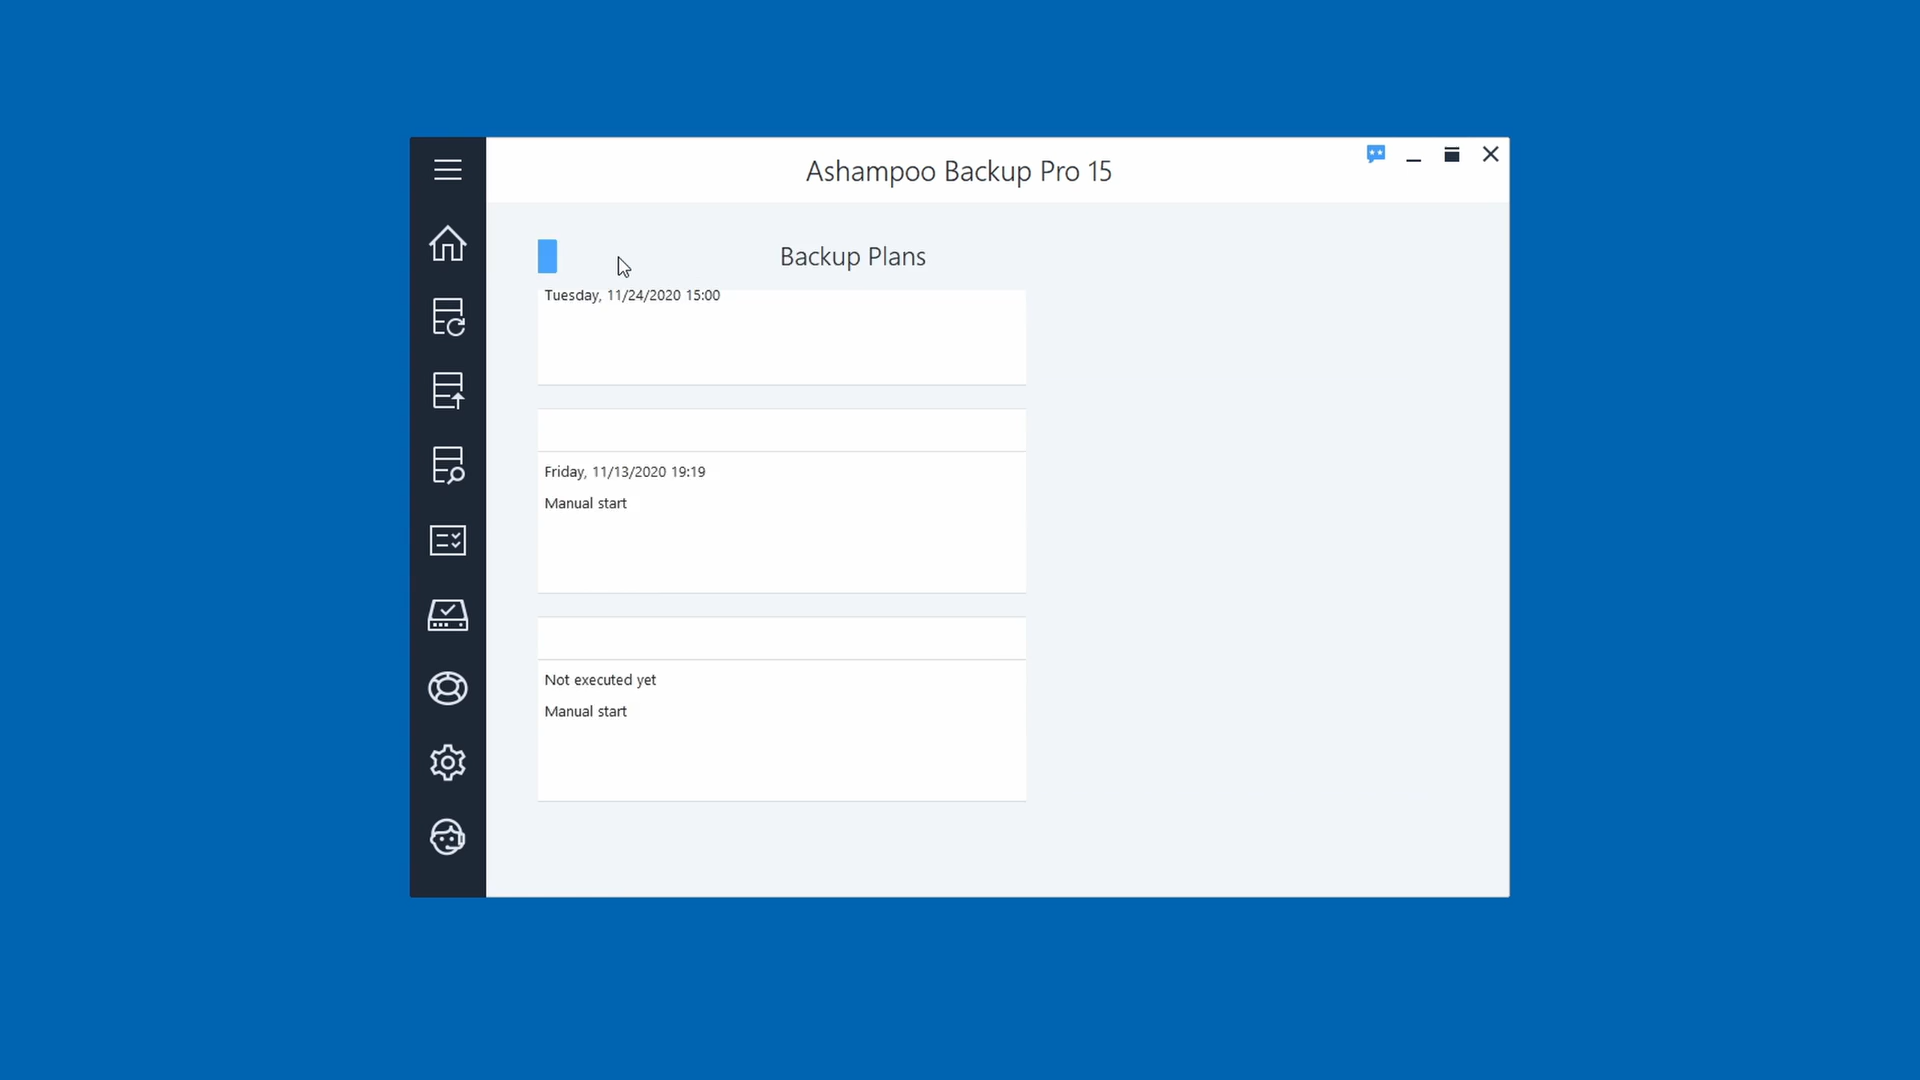 Ashampoo Backup Pro 15
Backup Plans
Tuesday, 11/24/2020 15:00
Friday, 11/13/2020 19:19
Manual start
Not executed yet
Manual start